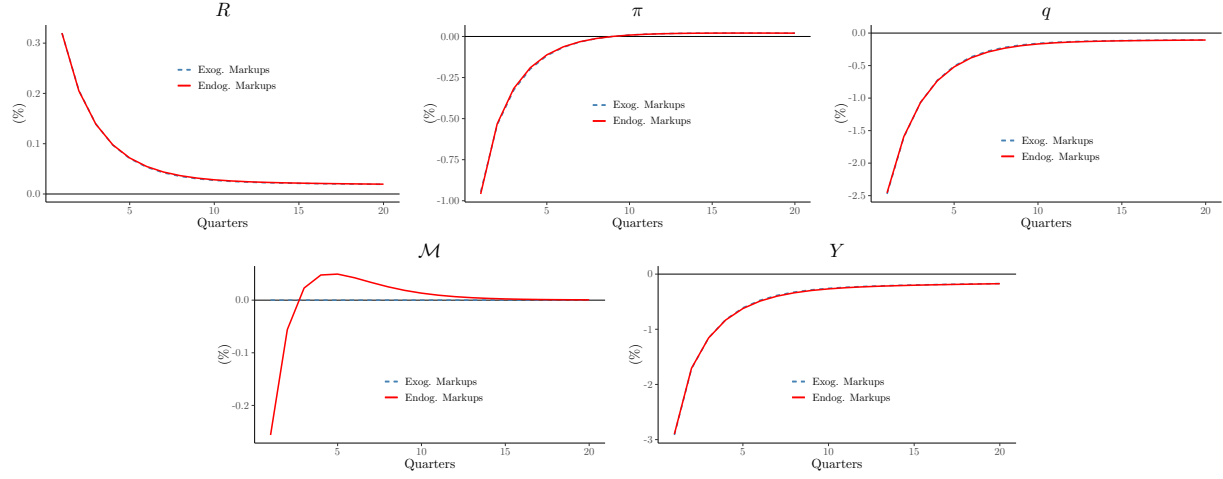 R
0.3
0.2
0.1
0.0
(%)
Exog. Markups
Endog. Markups
5
10
15
20
Quarters
π
0.00
-0.25
-0.50
-0.75
-1.00
(%)
Exog. Markups
Endog. Markups
5
10
15
20
Quarters
q
0.0
-0.5
-1.0
-1.5
-2.0
-2.5
(%)
Exog. Markups
Endog. Markups
5
10
15
20
Quarters
ℳ
0.0
-0.1
-0.2
(%)
Exog. Markups
Endog. Markups
5
10
15
20
Quarters
Y
0
-1
-2
-3
(%)
Exog. Markups
Endog. Markups
5
10
15
20
Quarters